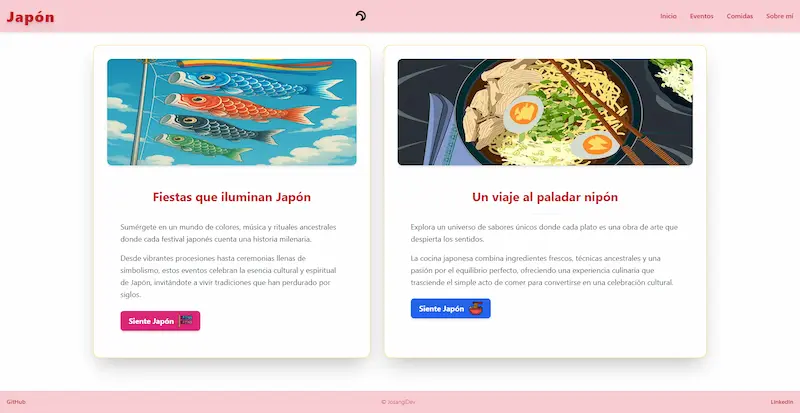 Japón
Inicio Eventos Comidas Sobre mí
Fiestas que iluminan Japón
Sumérgete en un mundo de colores, música y rituales ancestrales
donde cada festival japonés cuenta una historia milenaria.
Desde vibrantes procesiones hasta ceremonias llenas de
simbolismo, estos eventos celebran la esencia cultural y espiritual
de Japón, invitándote a vivir tradiciones que han perdurado por
siglos.
Siente Japón
Un viaje al paladar nipón
Explora un universo de sabores únicos donde cada plato es una obra de arte que
despierta los sentidos.
La cocina japonesa combina ingredientes frescos, técnicas ancestrales y una
pasión por el equilibrio perfecto, ofreciendo una experiencia culinaria que
trasciende el simple acto de comer para convertirse en una celebración cultural.
Siente Japón
GitHub
© JosangDev
LinkedIn